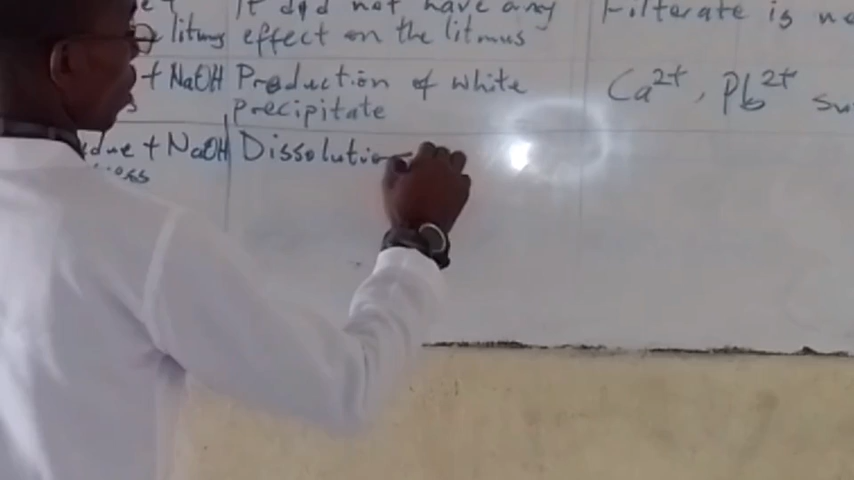 It did not have any Filterate is
litmus effect on the litmus
+ NaOH Production of white Ca2+, Pb2+
precipitate
+ NaOH Dissolution